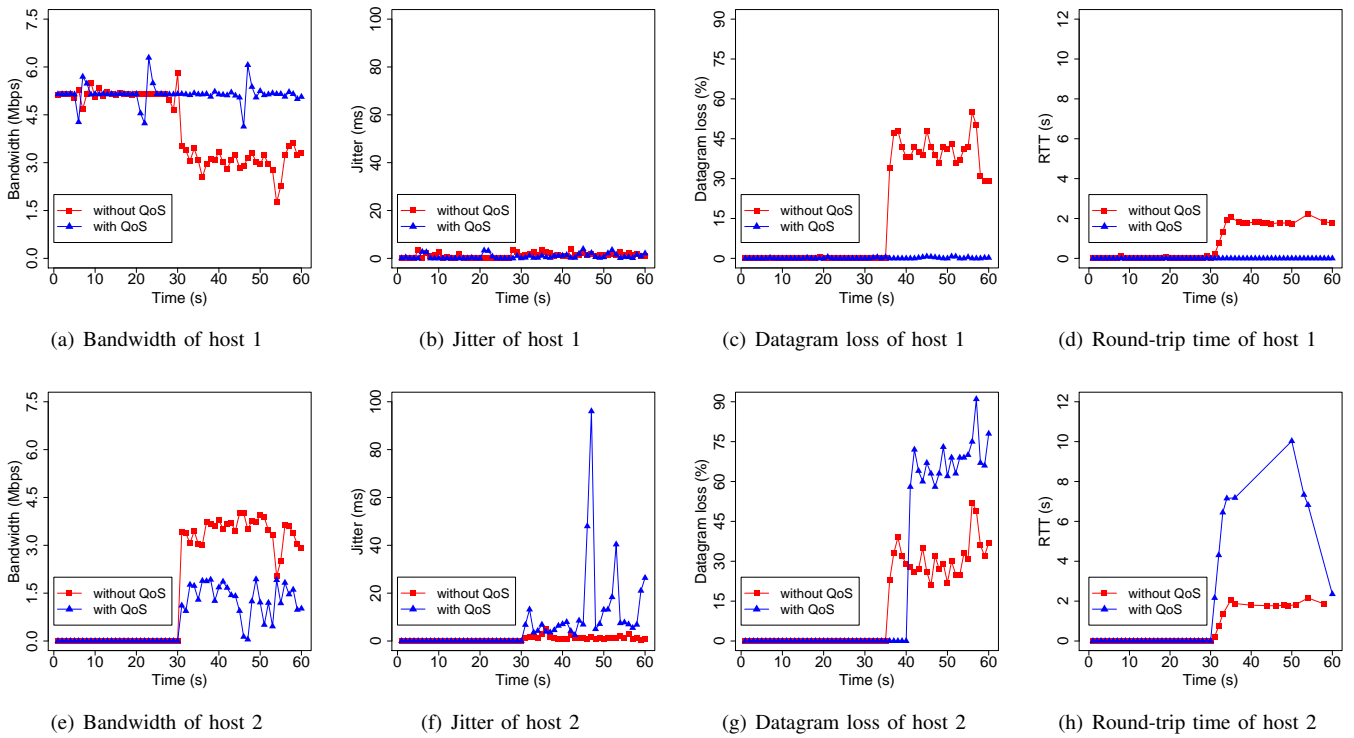 Bandwidth (Mbps)
0.0 1.5 3.0 4.5 6.0 7.5
without QoS
with QoS
0 10 20 30 40 50 60
Time (s)
(a) Bandwidth of host 1
Jitter (ms)
0 20 40 60 80 100
without QoS
with QoS
0 10 20 30 40 50 60
Time (s)
(b) Jitter of host 1
Datagram loss (%)
0 15 30 45 60 75 90
without QoS
with QoS
0 10 20 30 40 50 60
Time (s)
(c) Datagram loss of host 1
RTT (s)
0 2 4 6 8 10 12
without QoS
with QoS
0 10 20 30 40 50 60
Time (s)
(d) Round-trip time of host 1
Bandwidth (Mbps)
0.0 1.5 3.0 4.5 6.0 7.5
without QoS
with QoS
0 10 20 30 40 50 60
Time (s)
(e) Bandwidth of host 2
Jitter (ms)
0 20 40 60 80 100
without QoS
with QoS
0 10 20 30 40 50 60
Time (s)
(f) Jitter of host 2
Datagram loss (%)
0 15 30 45 60 75 90
without QoS
with QoS
0 10 20 30 40 50 60
Time (s)
(g) Datagram loss of host 2
RTT (s)
0 2 4 6 8 10 12
without QoS
with QoS
0 10 20 30 40 50 60
Time (s)
(h) Round-trip time of host 2